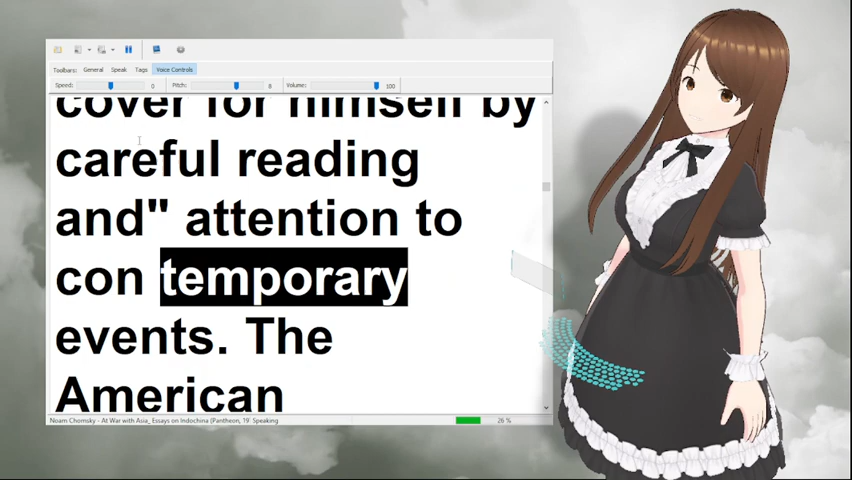 Toolbars: General Speak Tags Voice Controls
Speed: 0 Pitch: 8 Volume: 100
cover for himself by
careful reading
and" attention to
con temporary
events. The
American
Noam Chomsky - At War with Asia_ Essays on Indochina (Pantheon, 19` Speaking 26 %